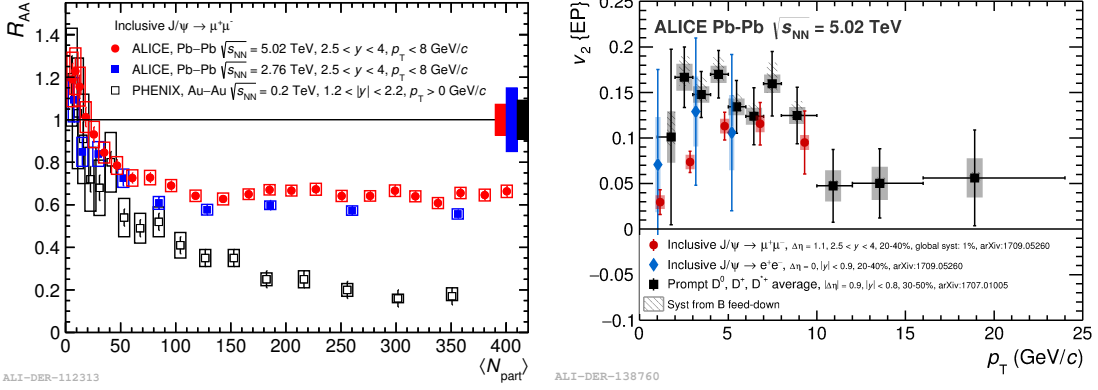 R_AA
Inclusive J/ψ → μ⁺μ⁻
ALICE, Pb−Pb √s_NN = 5.02 TeV, 2.5 < y < 4, p_T < 8 GeV/c
ALICE, Pb−Pb √s_NN = 2.76 TeV, 2.5 < y < 4, p_T < 8 GeV/c
PHENIX, Au−Au √s_NN = 0.2 TeV, 1.2 < |y| < 2.2, p_T > 0 GeV/c
1.4
1.2
1
0.8
0.6
0.4
0.2
0
0 50 100 150 200 250 300 350 400
⟨N_part⟩
ALI-DER-112313
v₂ {EP}
ALICE Pb-Pb √s_NN = 5.02 TeV
0.2
0.15
0.1
0.05
0
−0.05
−0.1
Inclusive J/ψ → μ⁺μ⁻, Δη = 1.1, 2.5 < y < 4, 20-40%, global syst: 1%, arXiv:1709.05260
Inclusive J/ψ → e⁺e⁻, Δη = 0, |y| < 0.9, 20-40%, arXiv:1709.05260
Prompt D⁰, D⁺, D*⁺ average, |Δη| = 0.9, |y| < 0.8, 30-50%, arXiv:1707.01005
Syst from B feed-down
0 5 10 15 20 25
p_T (GeV/c)
ALI-DER-138760